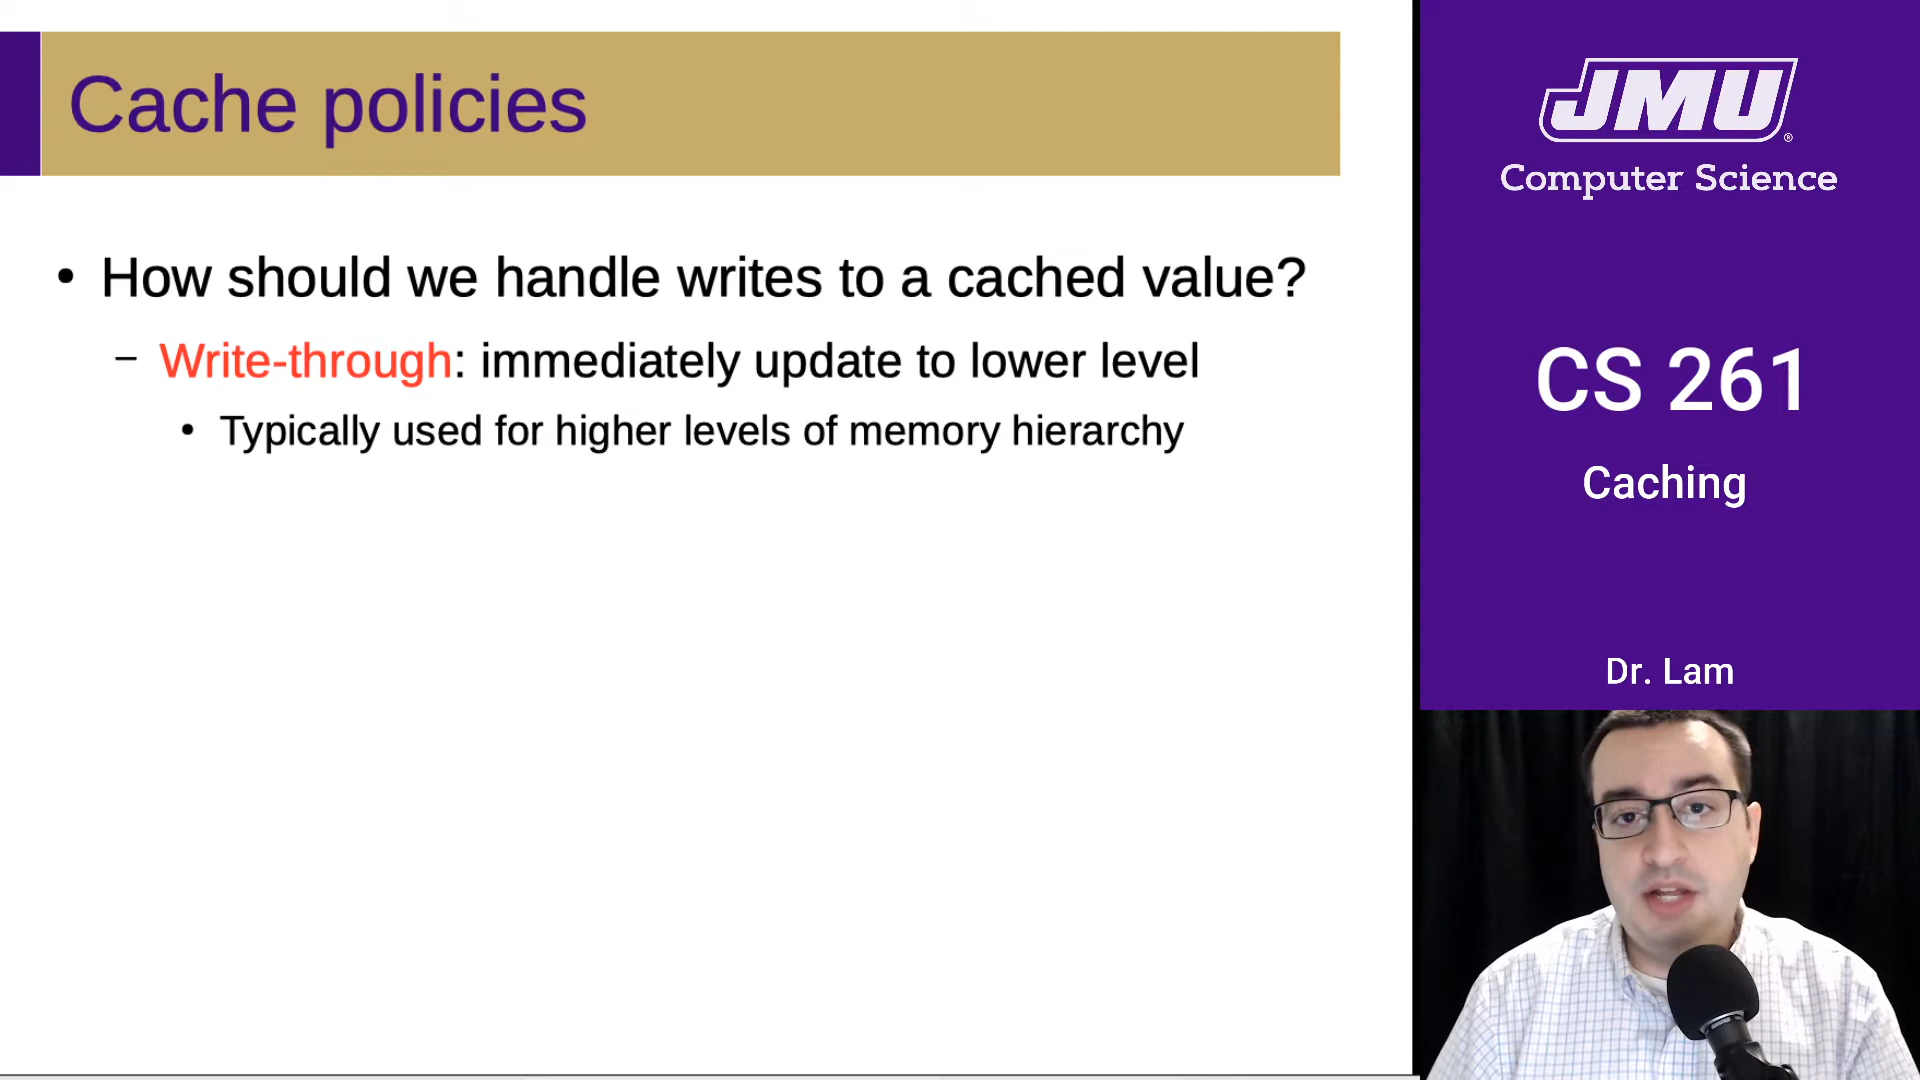 Cache policies
• How should we handle writes to a cached value?
– Write-through: immediately update to lower level
• Typically used for higher levels of memory hierarchy
JMU®
Computer Science
CS 261
Caching
Dr. Lam